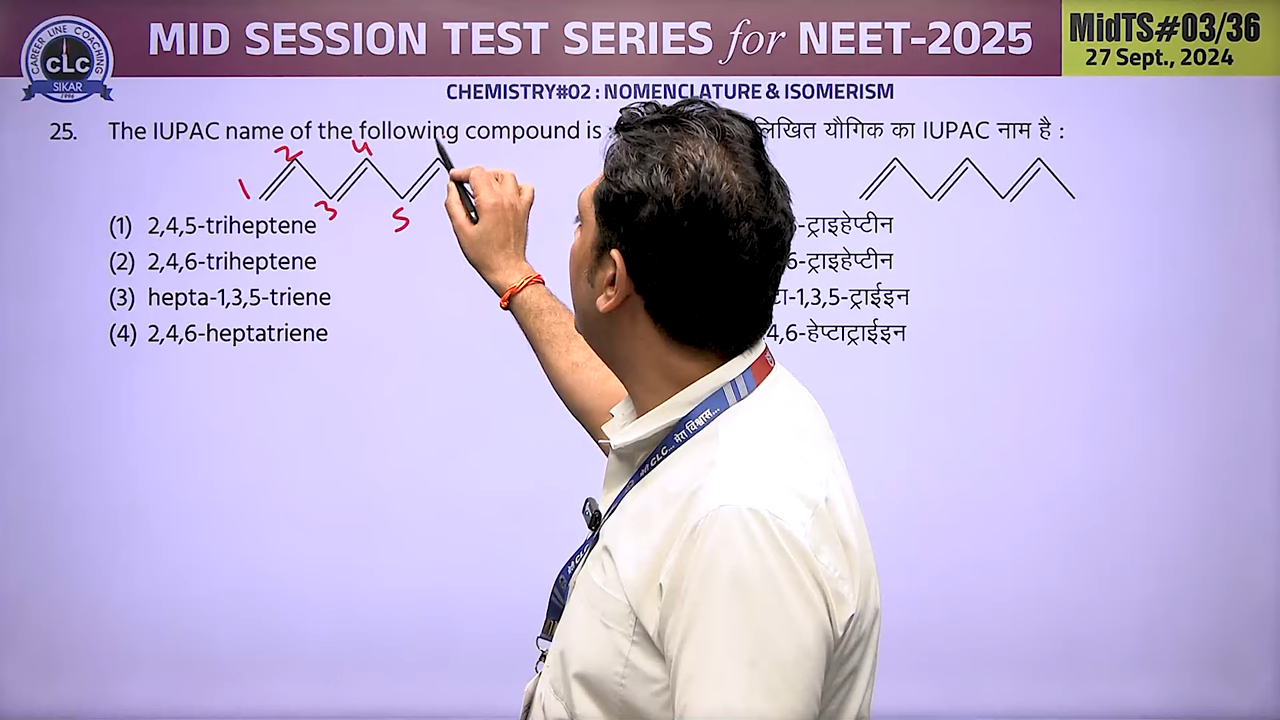 CAREER LINE COACHING
CLC
SIKAR
1996
MID SESSION TEST SERIES for NEET-2025
MidTS#03/36
27 Sept., 2024
CHEMISTRY#02 : NOMENCLATURE & ISOMERISM
25. The IUPAC name of the following compound is
लिखित यौगिक का IUPAC नाम है :
1 2 3 4 5
(1) 2,4,5-triheptene
-ट्राइहेप्टीन
(2) 2,4,6-triheptene
6-ट्राइहेप्टीन
(3) hepta-1,3,5-triene
टा-1,3,5-ट्राईइन
(4) 2,4,6-heptatriene
4,6-हेप्टाट्राईइन
CLC... मेरा विश्वास...